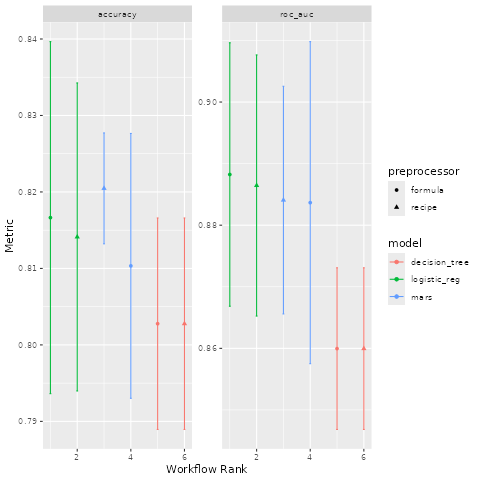 accuracy
roc_auc
0.84
0.83
0.82
0.81
0.80
0.79
0.90
0.88
0.86
2
4
6
2
4
6
Metric
Workflow Rank
preprocessor
formula
recipe
model
decision_tree
logistic_reg
mars